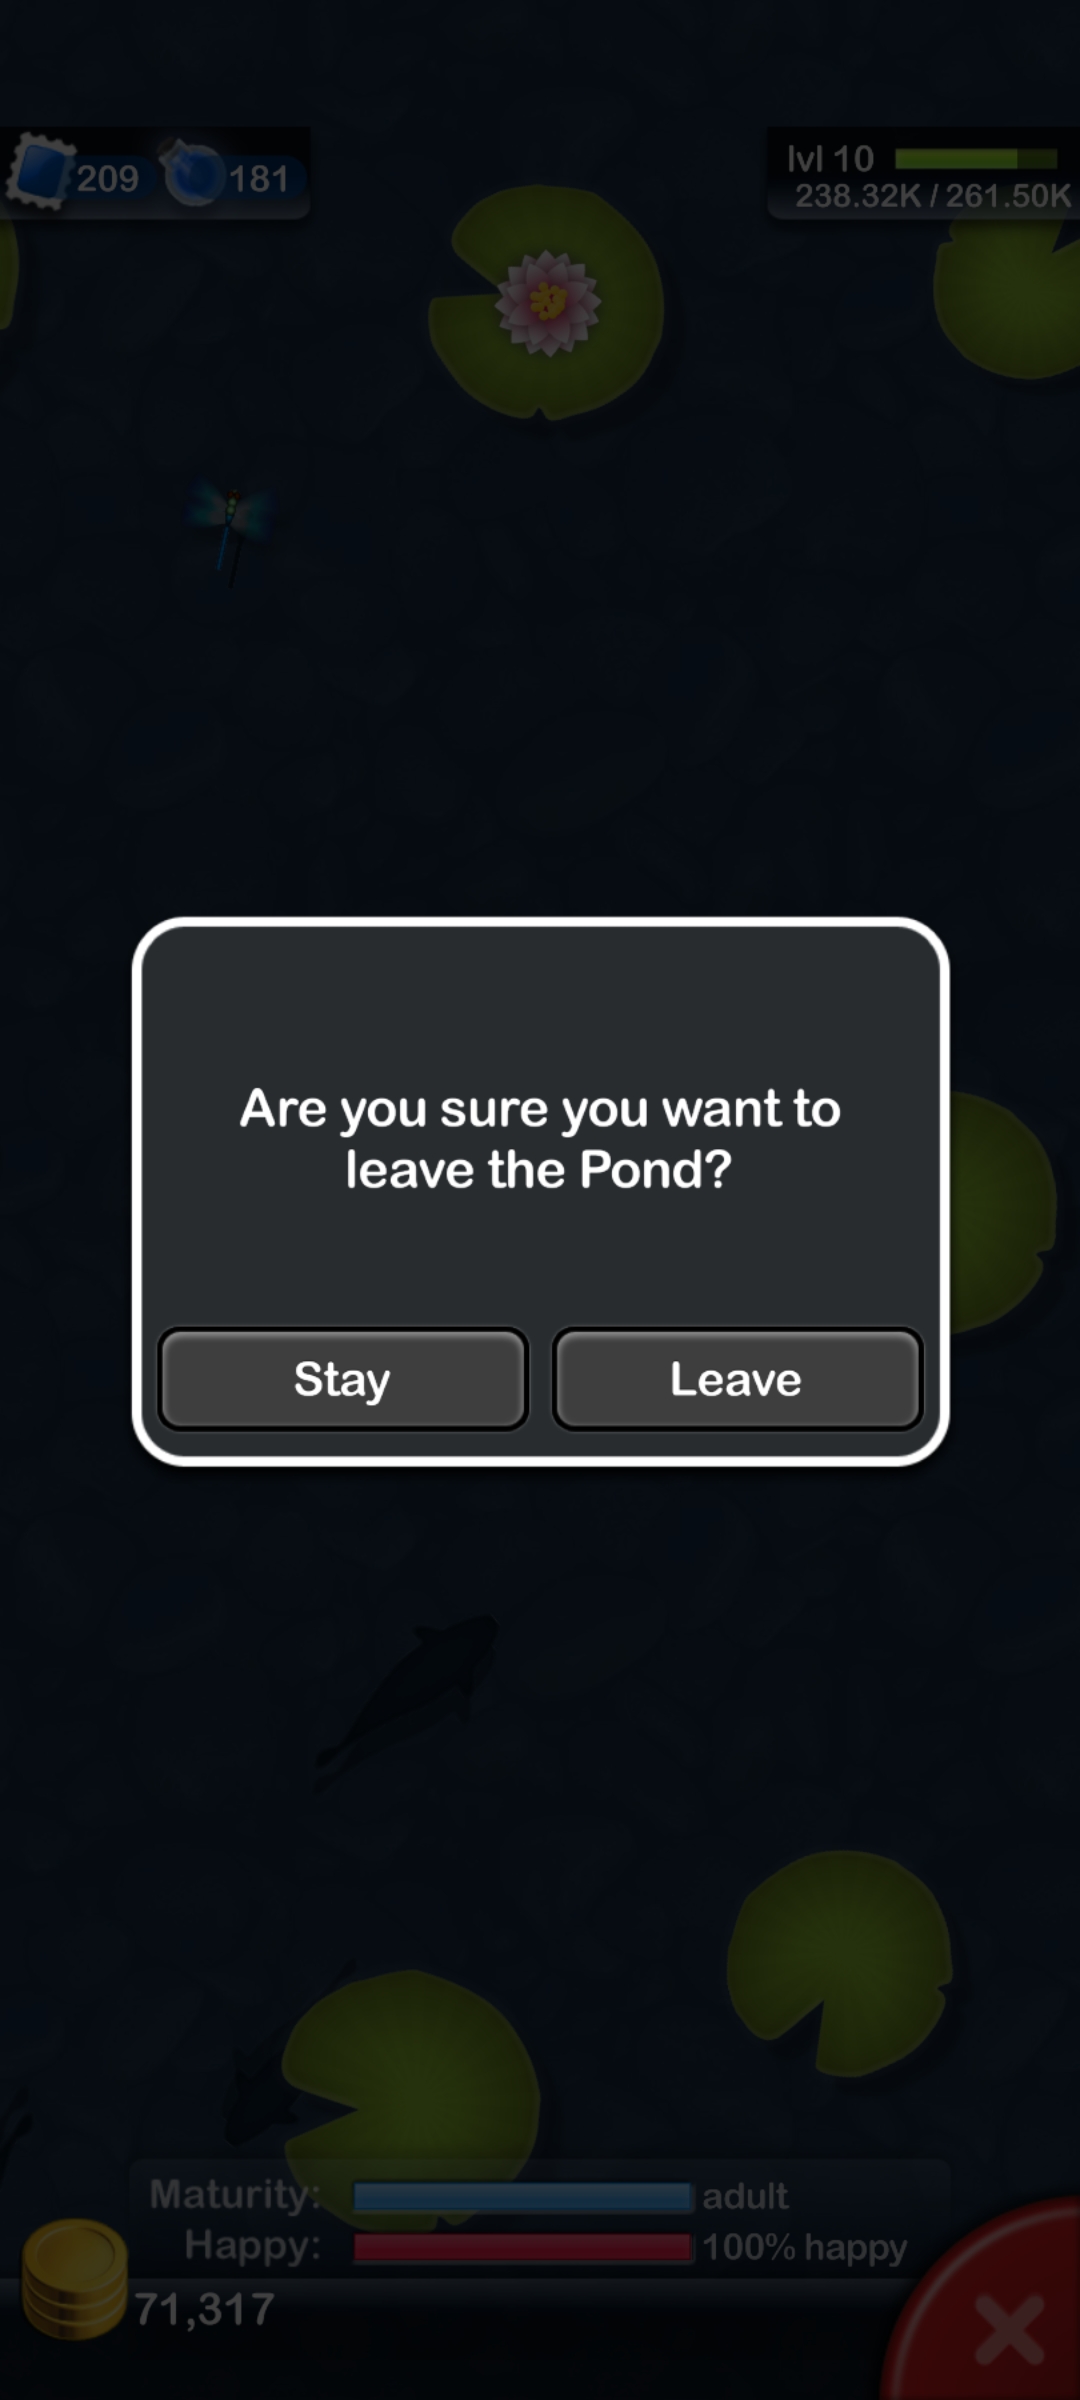 209 181
lvl 10
238.32K / 261.50K
Are you sure you want to
leave the Pond?
Stay Leave
Maturity: adult
Happy: 100% happy
71,317